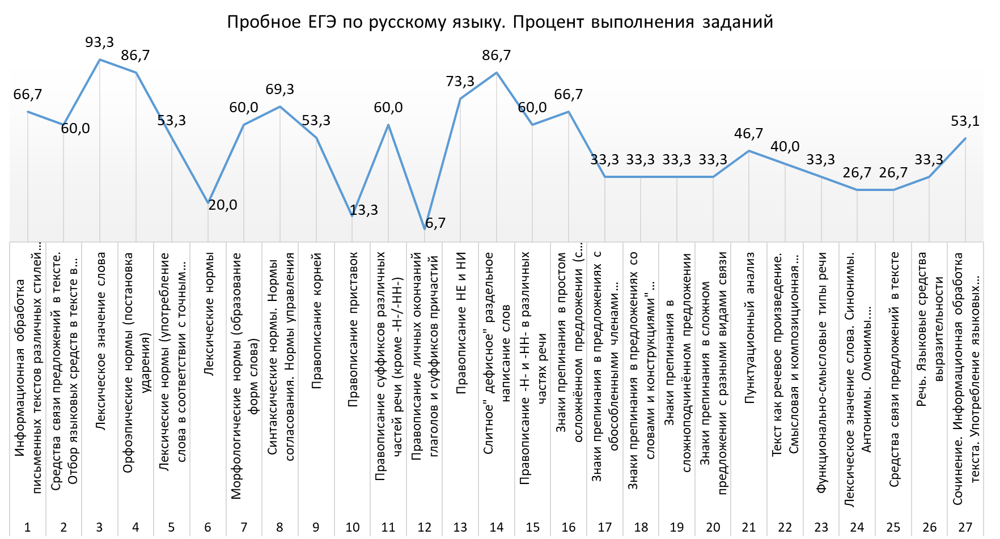 Пробное ЕГЭ по русскому языку. Процент выполнения заданий
66,7
60,0
93,3
86,7
53,3
20,0
60,0
69,3
53,3
13,3
60,0
6,7
73,3
86,7
60,0
66,7
33,3
33,3
33,3
33,3
46,7
40,0
33,3
26,7
26,7
33,3
53,1
Информационная обработка
письменных текстов различных стилей…
Средства связи предложений в тексте.
Отбор языковых средств в тексте в…
Лексическое значение слова
Орфоэпические нормы (постановка
ударения)
Лексические нормы (употребление
слова в соответствии с точным…
Лексические нормы
Морфологические нормы (образование
форм слова)
Синтаксические нормы. Нормы
согласования. Нормы управления
Правописание корней
Правописание приставок
Правописание суффиксов различных
частей речи (кроме -Н-/-НН-)
Правописание личных окончаний
глаголов и суффиксов причастий
Правописание НЕ и НИ
Слитное" дефисное" раздельное
написание слов
Правописание -Н- и -НН- в различных
частях речи
Знаки препинания в простом
осложнённом предложении (с…
Знаки препинания в предложениях с
обособленными членами…
Знаки препинания в предложениях со
словами и конструкциями"…
Знаки препинания в
сложноподчинённом предложении
Знаки препинания в сложном
предложении с разными видами связи
Пунктуационный анализ
Текст как речевое произведение.
Смысловая и композиционная…
Функционально-смысловые типы речи
Лексическое значение слова. Синонимы.
Антонимы. Омонимы.…
Средства связи предложений в тексте
Речь. Языковые средства
выразительности
Сочинение. Информационная обработка
текста. Употребление языковых…
1 2 3 4 5 6 7 8 9 10 11 12 13 14 15 16 17 18 19 20 21 22 23 24 25 26 27